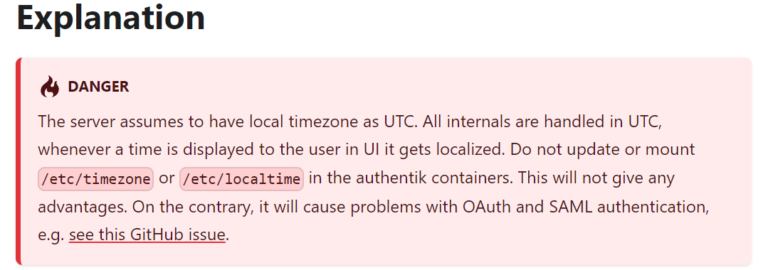 Explanation
DANGER
The server assumes to have local timezone as UTC. All internals are handled in UTC,
whenever a time is displayed to the user in UI it gets localized. Do not update or mount
/etc/timezone or /etc/localtime in the authentik containers. This will not give any
advantages. On the contrary, it will cause problems with OAuth and SAML authentication,
e.g. see this GitHub issue.